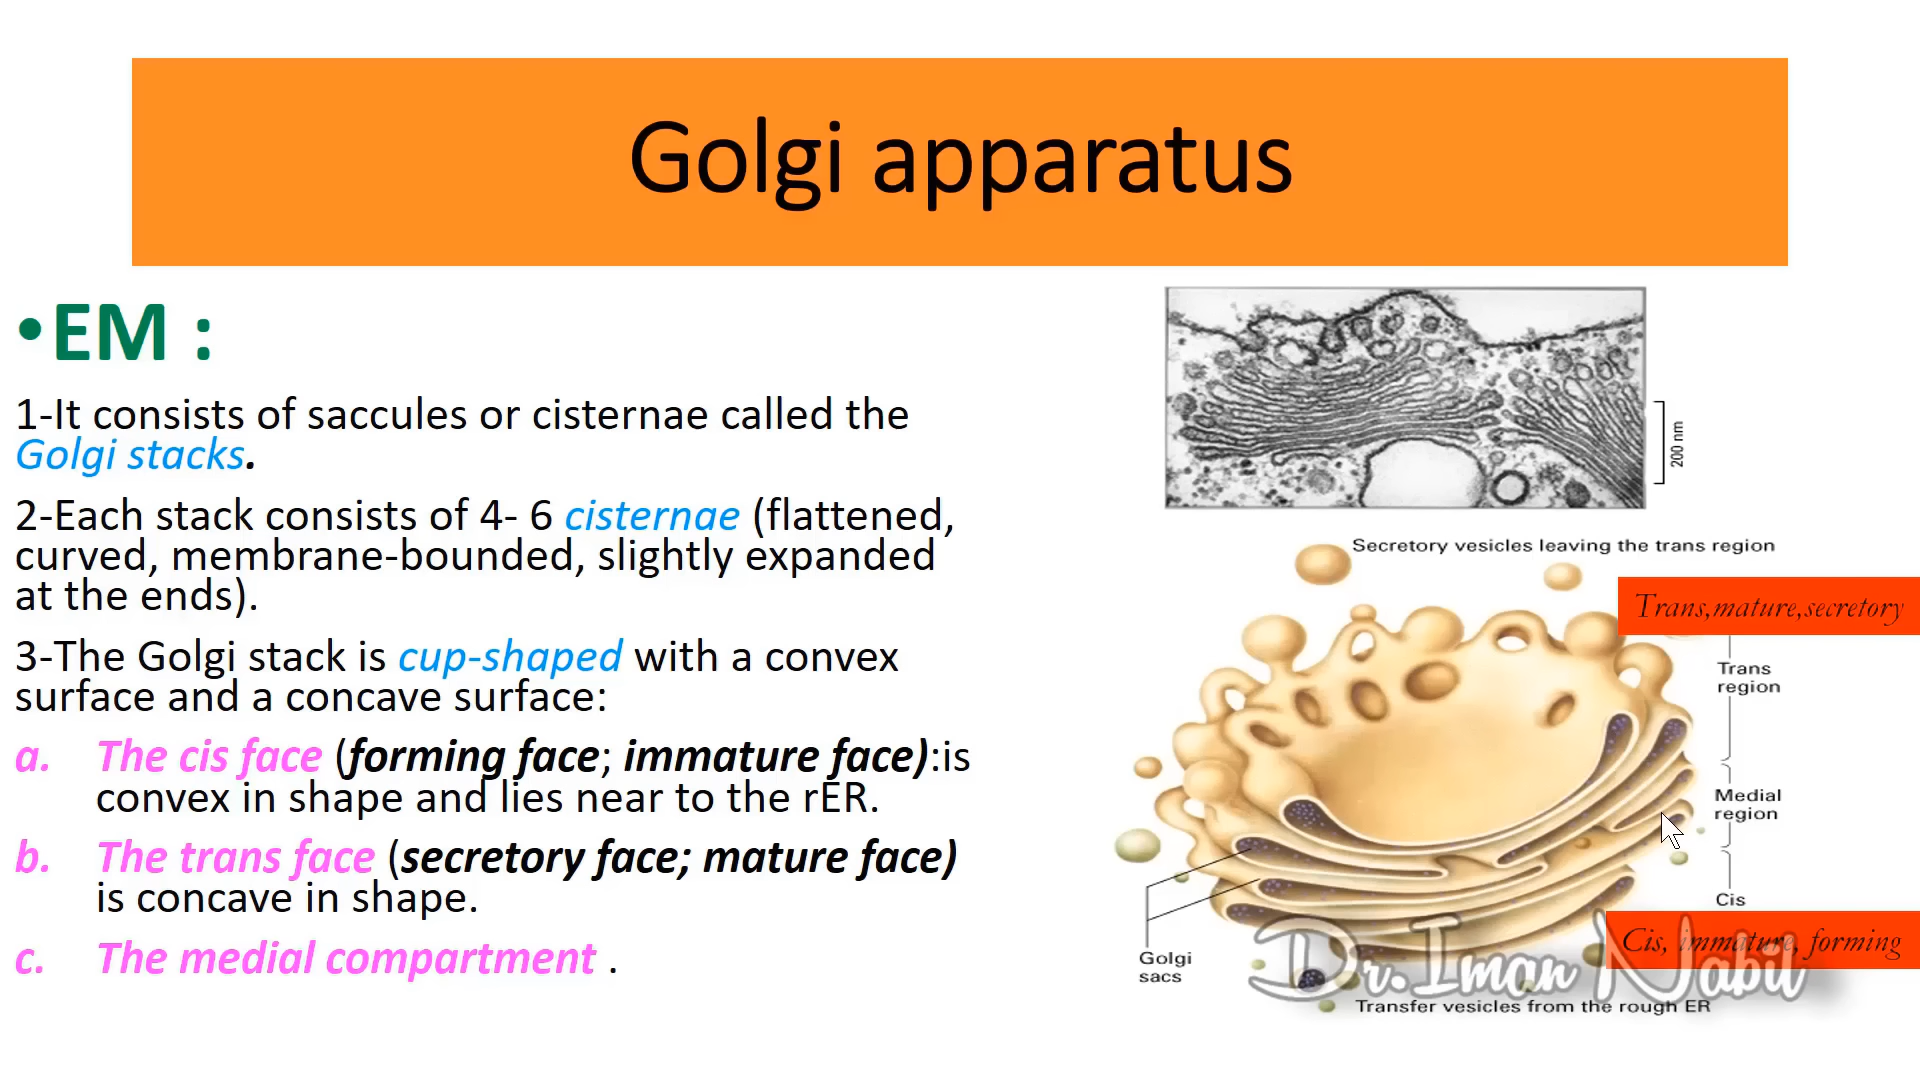 Golgi apparatus
•EM :
1-It consists of saccules or cisternae called the
Golgi stacks.
2-Each stack consists of 4- 6 cisternae (flattened,
curved, membrane-bounded, slightly expanded
at the ends).
3-The Golgi stack is cup-shaped with a convex
surface and a concave surface:
a. The cis face (forming face; immature face):is
convex in shape and lies near to the rER.
b. The trans face (secretory face; mature face)
is concave in shape.
c. The medial compartment .
200 nm
Secretory vesicles leaving the trans region
Trans,mature,secretory
Trans
region
Medial
region
Cis
Cis, immature, forming
Golgi
sacs
Dr.Iman Nabil
Transfer vesicles from the rough ER